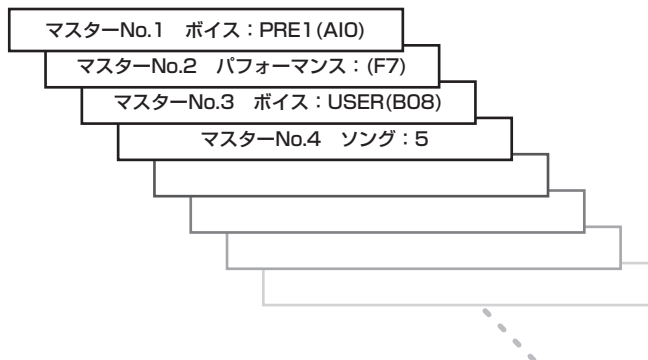 マスターNo.1 ボイス：PRE1(A10)
マスターNo.2 パフォーマンス：(F7)
マスターNo.3 ボイス：USER(B08)
マスターNo.4 ソング：5